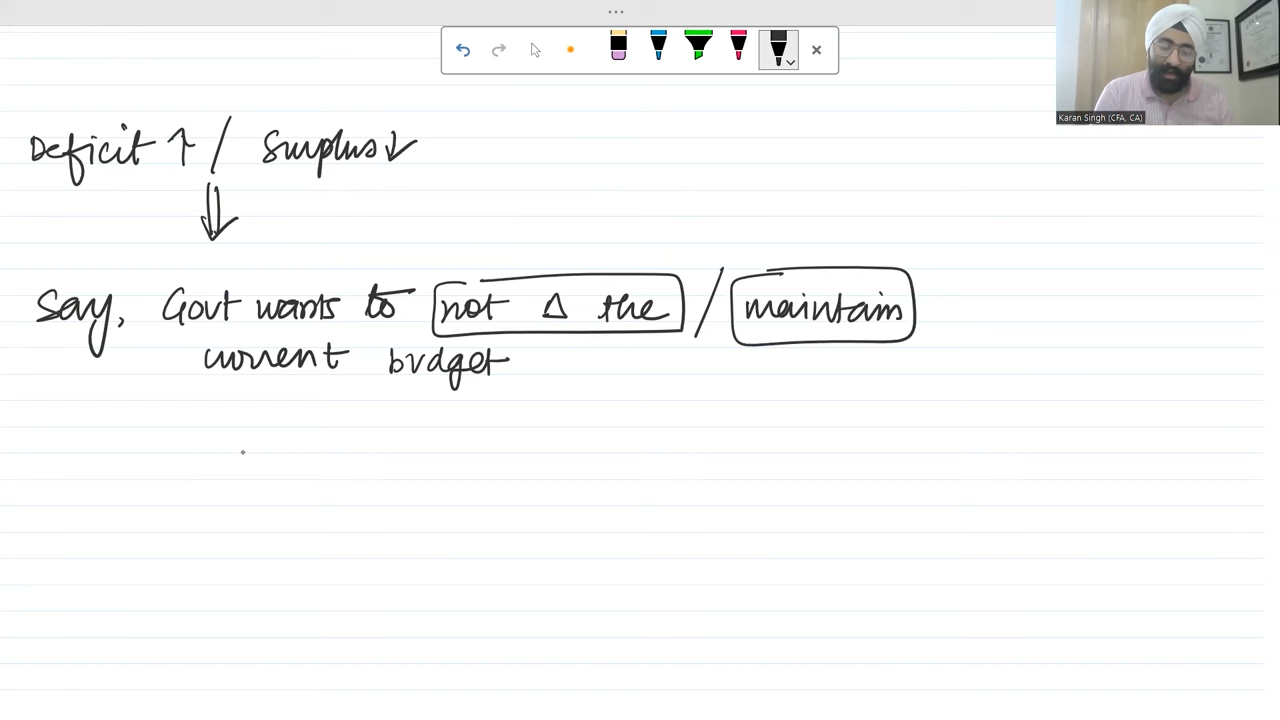 Karan Singh (CFA, CA)
Deficit ↑ / Surplus ↓
⇓
Say, Govt wants to not Δ the / maintain
current budget